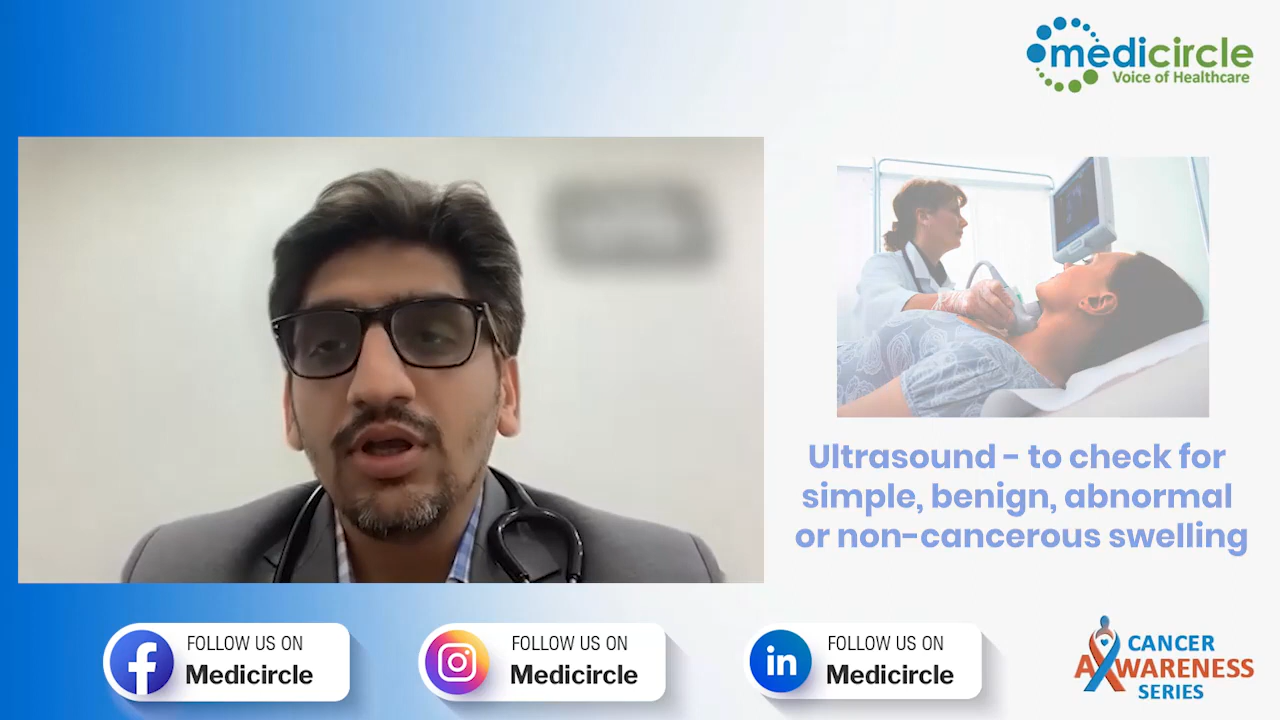 medicircle
Voice of Healthcare
Ultrasound - to check for
simple, benign, abnormal
or non-cancerous swelling
FOLLOW US ON
Medicircle
FOLLOW US ON
Medicircle
FOLLOW US ON
Medicircle
CANCER
AWARENESS
SERIES